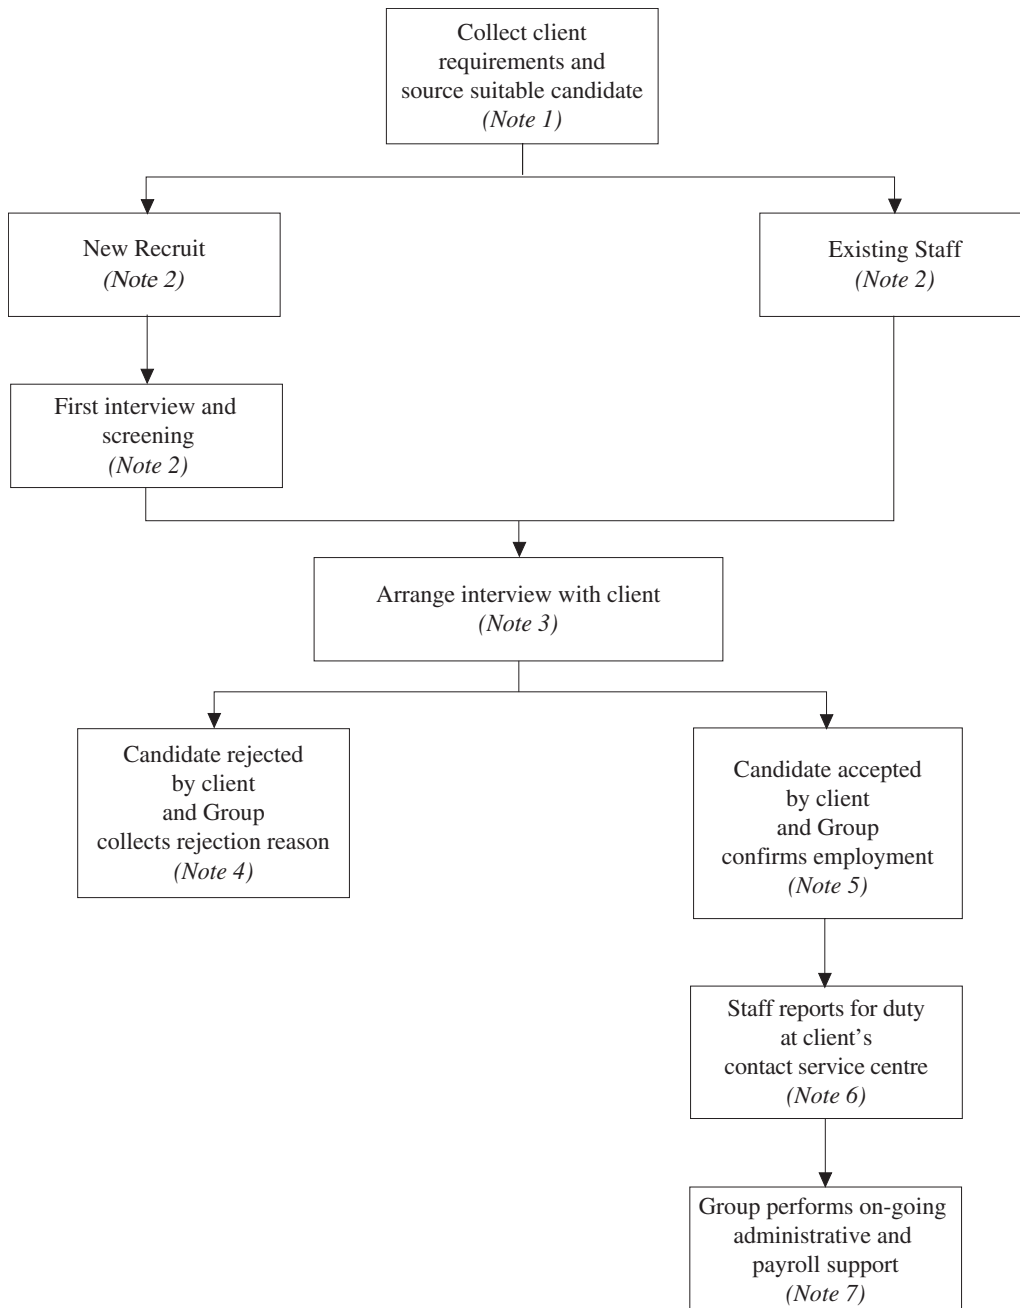 Collect client
requirements and
source suitable candidate
(Note 1)
New Recruit
(Note 2)
Existing Staff
(Note 2)
First interview and
screening
(Note 2)
Arrange interview with client
(Note 3)
Candidate rejected
by client
and Group
collects rejection reason
(Note 4)
Candidate accepted
by client
and Group
confirms employment
(Note 5)
Staff reports for duty
at client’s
contact service centre
(Note 6)
Group performs on-going
administrative and
payroll support
(Note 7)